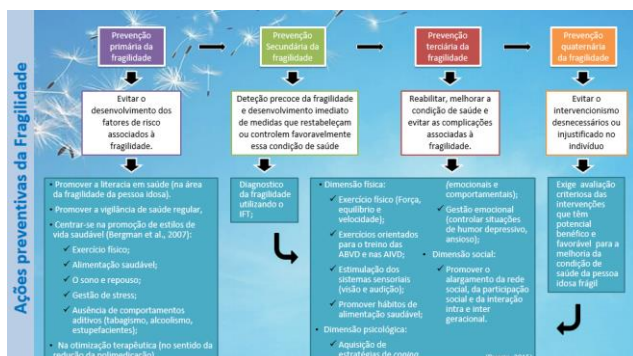 Ações preventivas da Fragilidade
Prevenção
primária da
fragilidade
Prevenção
Secundária da
fragilidade
Prevenção
terciária da
fragilidade
Prevenção
quaternária
da fragilidade
Evitar o
desenvolvimento dos
fatores de risco
associados à
fragilidade.
Deteção precoce da fragilidade
e desenvolvimento imediato
de medidas que restabeleçam
ou controlem favoravelmente
essa condição de saúde
Reabilitar, melhorar a
condição de saúde e
evitar as complicações
associadas à
fragilidade.
Evitar o
intervencionismo
desnecessários ou
injustificado no
indivíduo
• Promover a literacia em saúde (na área
da fragilidade da pessoa idosa).
• Promover a vigilância de saúde regular,
• Centrar-se na promoção de estilos de
vida saudável (Bergman et al., 2007):
✓ Exercício físico;
✓ Alimentação saudável;
✓ O sono e repouso;
✓ Gestão de stress;
✓ Ausência de comportamentos
aditivos (tabagismo, alcoolismo,
estupefacientes);
• Na otimização terapêutica (no sentido da
redução da polimedicação)
Diagnostico da
fragilidade
utilizando o
IFT;
• Dimensão física:
✓ Exercício físico (Força,
equilíbrio e
velocidade);
✓ Exercícios orientados
para o treino das
ABVD e nas AIVD;
✓ Estimulação dos
sistemas sensoriais
(visão e audição);
✓ Promover hábitos de
alimentação saudável;
• Dimensão psicológica:
✓ Aquisição de
estratégias de coping
(emocionais e
comportamentais);
✓ Gestão emocional
(controlar situações
de humor depressivo,
ansioso);
• Dimensão social:
✓ Promover o
alargamento da rede
social, da participação
social e da interação
intra e inter
geracional.
Exige avaliação
criteriosa das
intervenções
que têm
potencial
benéfico e
favorável para a
melhoria da
condição de
saúde da pessoa
idosa frágil